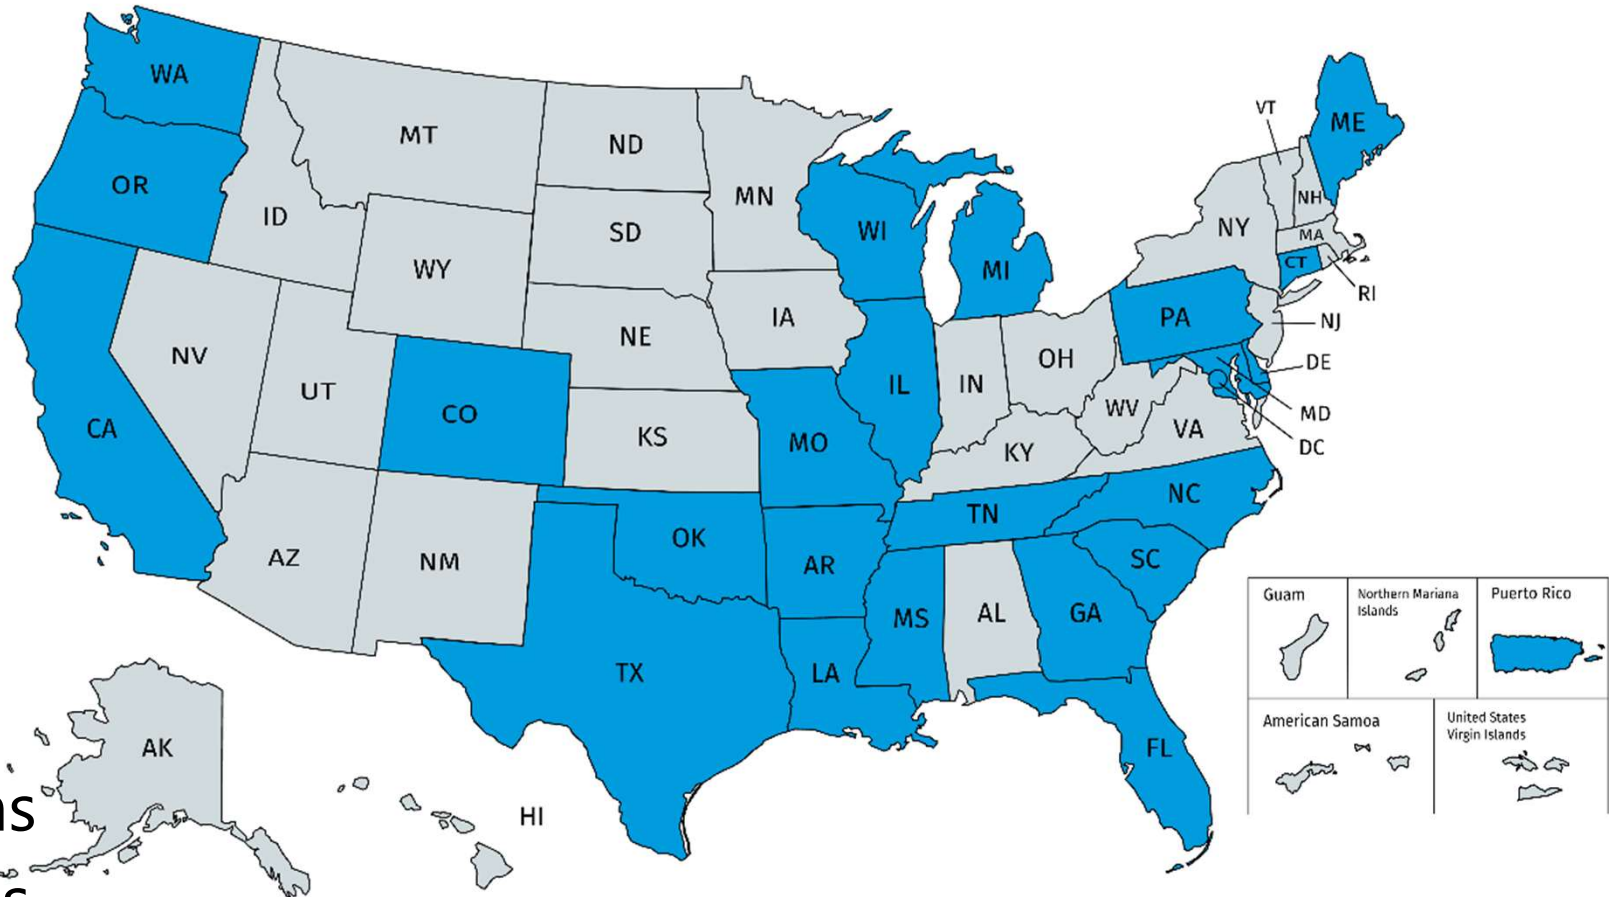 WA
MT
ND
MN
VT
ME
OR
ID
SD
WI
MI
NY
NH
MA
CT
RI
WY
IA
PA
NJ
NV
UT
NE
IL
IN
OH
DE
CA
CO
KS
MO
WV
VA
MD
KY
DC
AZ
NM
OK
AR
TN
NC
SC
MS
AL
GA
TX
LA
FL
AK
HI
Guam
Northern Mariana
Islands
Puerto Rico
American Samoa
United States
Virgin Islands